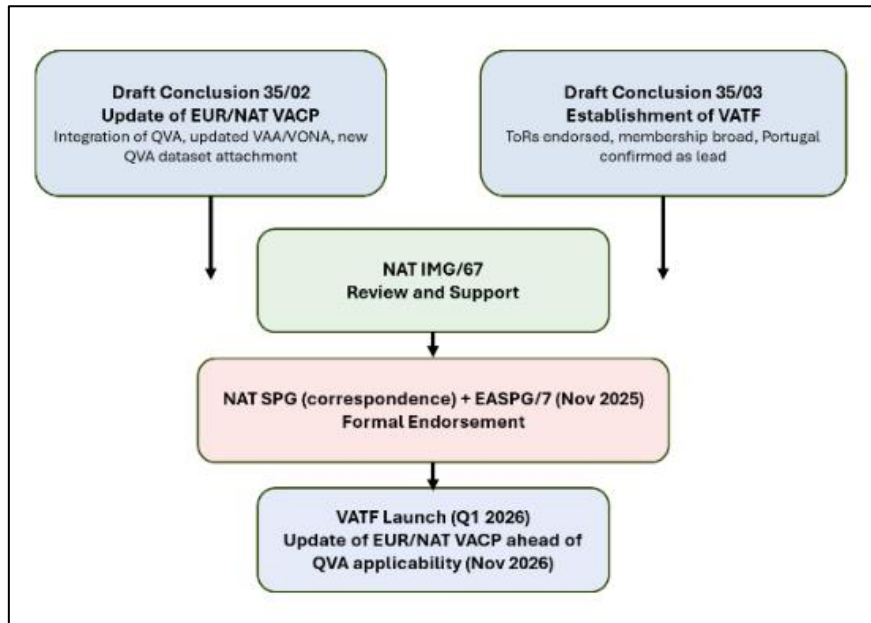 Draft Conclusion 35/02
Update of EUR/NAT VACP
Integration of QVA, updated VAA/VONA, new
QVA dataset attachment
Draft Conclusion 35/03
Establishment of VATF
ToRs endorsed, membership broad, Portugal
confirmed as lead
NAT IMG/67
Review and Support
NAT SPG (correspondence) + EASPG/7 (Nov 2025)
Formal Endorsement
VATF Launch (Q1 2026)
Update of EUR/NAT VACP ahead of
QVA applicability (Nov 2026)